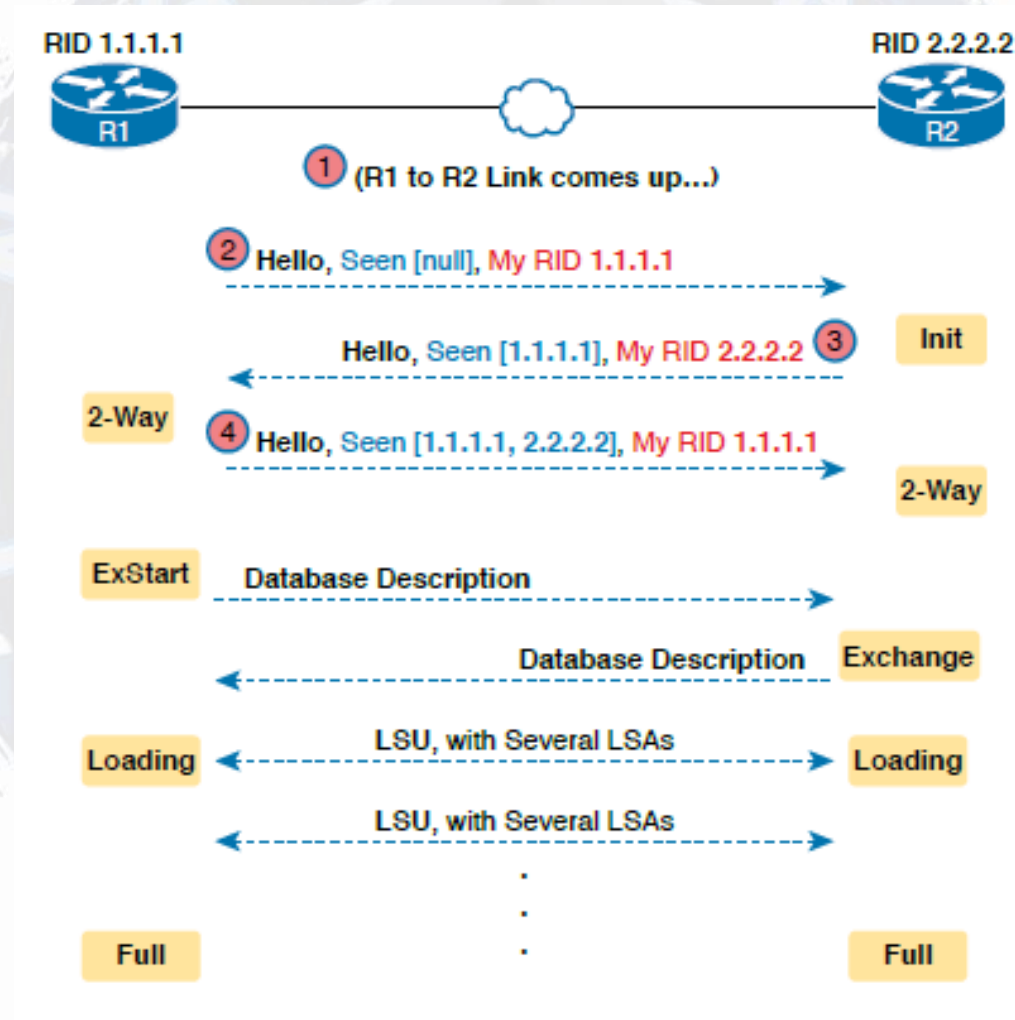 RID 1.1.1.1
RID 2.2.2.2
R1
R2
1 (R1 to R2 Link comes up...)
2 Hello, Seen [null], My RID 1.1.1.1
Init
Hello, Seen [1.1.1.1], My RID 2.2.2.2 3
2-Way
4 Hello, Seen [1.1.1.1, 2.2.2.2], My RID 1.1.1.1
2-Way
ExStart
Database Description
Database Description
Exchange
LSU, with Several LSAs
Loading
Loading
LSU, with Several LSAs
.
.
.
Full
Full